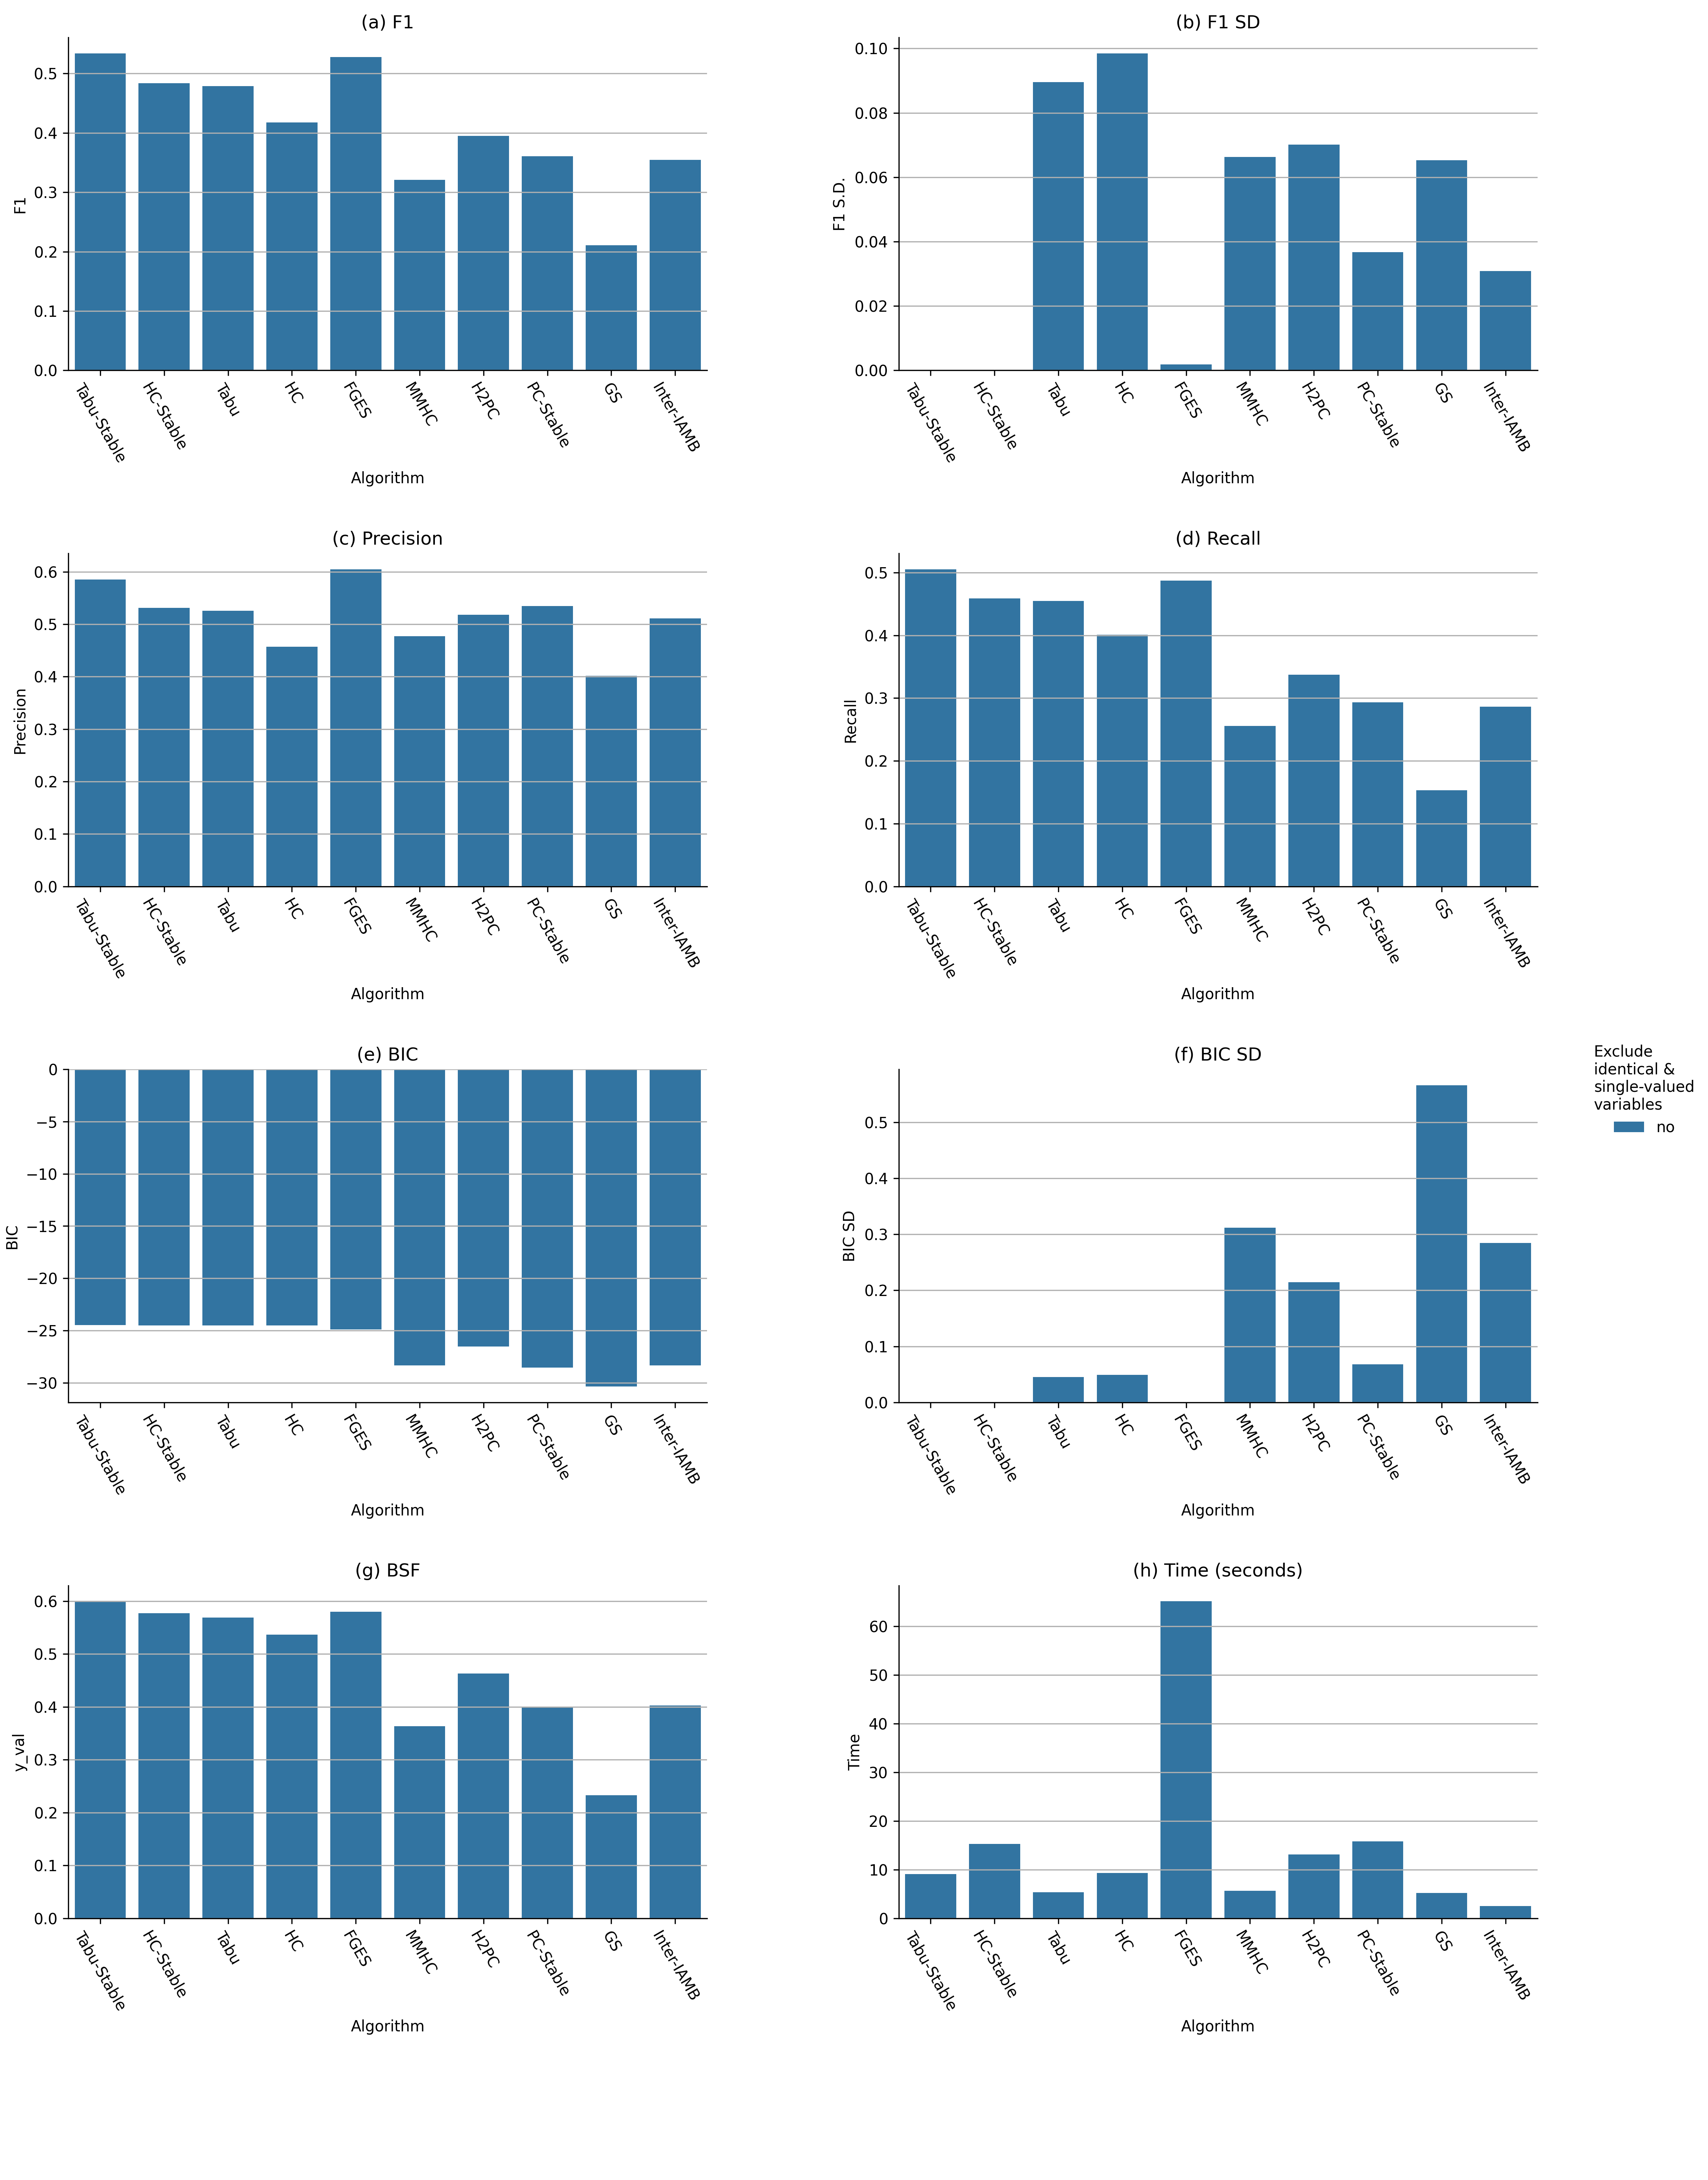 (a) F1
0.5
0.4
0.3
0.2
0.1
0.0
F1
Tabu-Stable
HC-Stable
Tabu
HC
FGES
MMHC
H2PC
PC-Stable
GS
Inter-IAMB
Algorithm
(b) F1 SD
0.10
0.08
0.06
0.04
0.02
0.00
F1 S.D.
Tabu-Stable
HC-Stable
Tabu
HC
FGES
MMHC
H2PC
PC-Stable
GS
Inter-IAMB
Algorithm
(c) Precision
0.6
0.5
0.4
0.3
0.2
0.1
0.0
Precision
Tabu-Stable
HC-Stable
Tabu
HC
FGES
MMHC
H2PC
PC-Stable
GS
Inter-IAMB
Algorithm
(d) Recall
0.5
0.4
0.3
0.2
0.1
0.0
Recall
Tabu-Stable
HC-Stable
Tabu
HC
FGES
MMHC
H2PC
PC-Stable
GS
Inter-IAMB
Algorithm
(e) BIC
0
−5
−10
−15
−20
−25
−30
BIC
Tabu-Stable
HC-Stable
Tabu
HC
FGES
MMHC
H2PC
PC-Stable
GS
Inter-IAMB
Algorithm
(f) BIC SD
0.5
0.4
0.3
0.2
0.1
0.0
BIC SD
Tabu-Stable
HC-Stable
Tabu
HC
FGES
MMHC
H2PC
PC-Stable
GS
Inter-IAMB
Algorithm
Exclude
identical &
single-valued
variables
no
(g) BSF
0.6
0.5
0.4
0.3
0.2
0.1
0.0
y_val
Tabu-Stable
HC-Stable
Tabu
HC
FGES
MMHC
H2PC
PC-Stable
GS
Inter-IAMB
Algorithm
(h) Time (seconds)
60
50
40
30
20
10
0
Time
Tabu-Stable
HC-Stable
Tabu
HC
FGES
MMHC
H2PC
PC-Stable
GS
Inter-IAMB
Algorithm